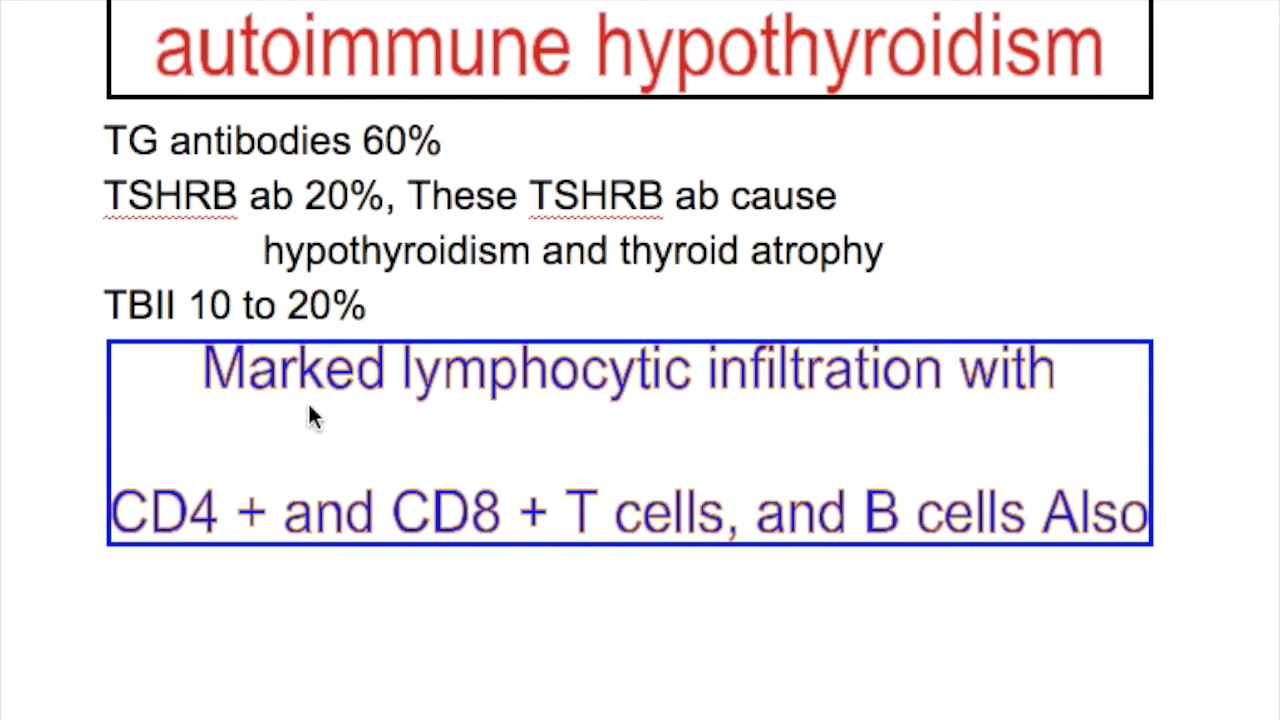 autoimmune hypothyroidism
TG antibodies 60%
TSHRB ab 20%, These TSHRB ab cause
hypothyroidism and thyroid atrophy
TBII 10 to 20%
Marked lymphocytic infiltration with
CD4 + and CD8 + T cells, and B cells Also